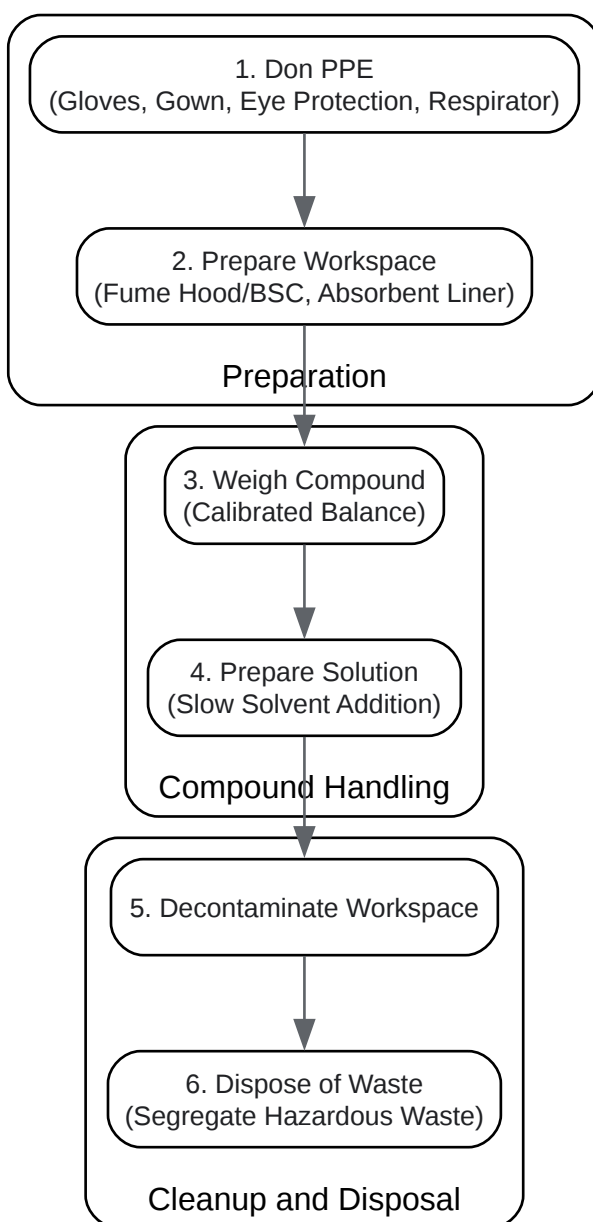 1. Don PPE
(Gloves, Gown, Eye Protection, Respirator)
2. Prepare Workspace
(Fume Hood/BSC, Absorbent Liner)
Preparation
3. Weigh Compound
(Calibrated Balance)
4. Prepare Solution
(Slow Solvent Addition)
Compound Handling
5. Decontaminate Workspace
6. Dispose of Waste
(Segregate Hazardous Waste)
Cleanup and Disposal